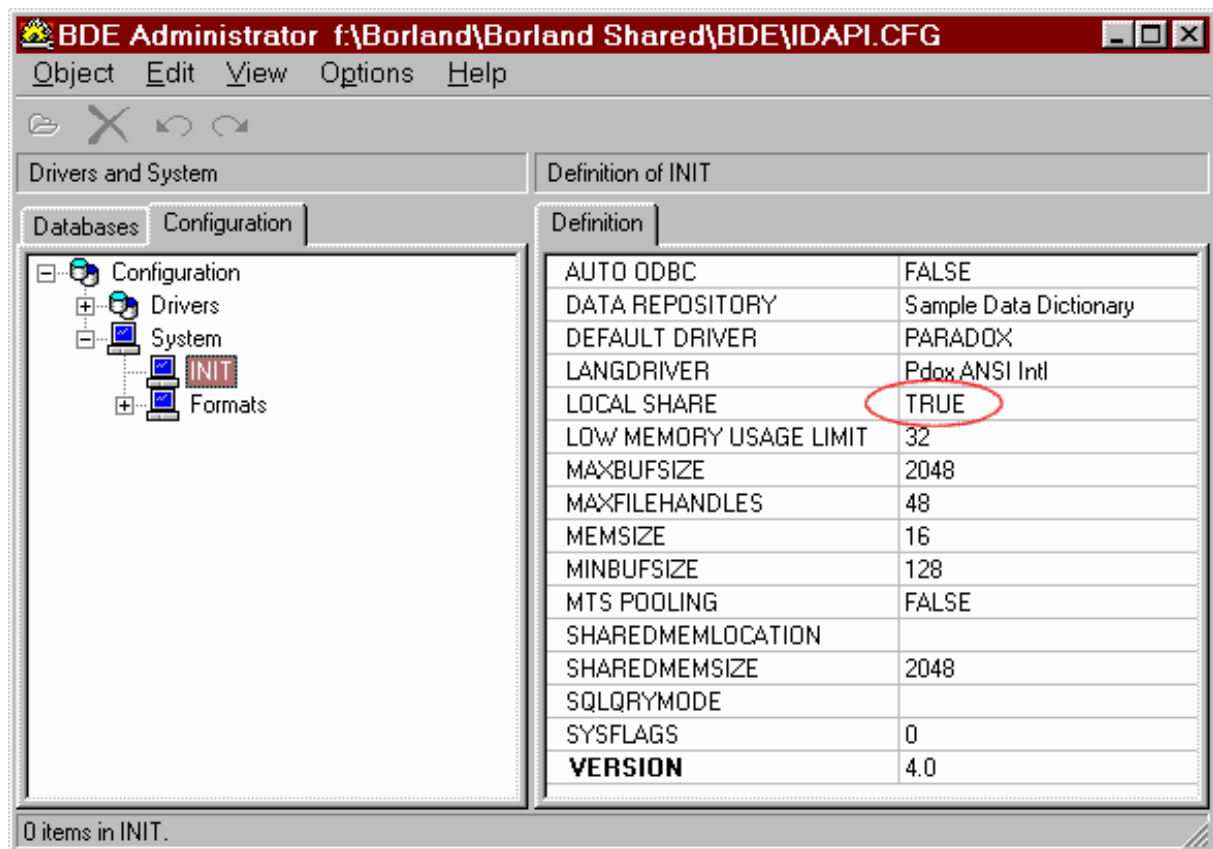 BDE Administrator f:\Borland\Borland Shared\BDE\IDAPI.CFG
Object Edit View Options Help
Drivers and System
Definition of INIT
Databases Configuration
Definition
Configuration
Drivers
System
INIT
Formats
AUTO ODBC FALSE
DATA REPOSITORY Sample Data Dictionary
DEFAULT DRIVER PARADOX
LANGDRIVER Pdox ANSI Intl
LOCAL SHARE TRUE
LOW MEMORY USAGE LIMIT 32
MAXBUFSIZE 2048
MAXFILEHANDLES 48
MEMSIZE 16
MINBUFSIZE 128
MTS POOLING FALSE
SHAREDMEMLOCATION
SHAREDMEMSIZE 2048
SQLQRYMODE
SYSFLAGS 0
VERSION 4.0
0 items in INIT.